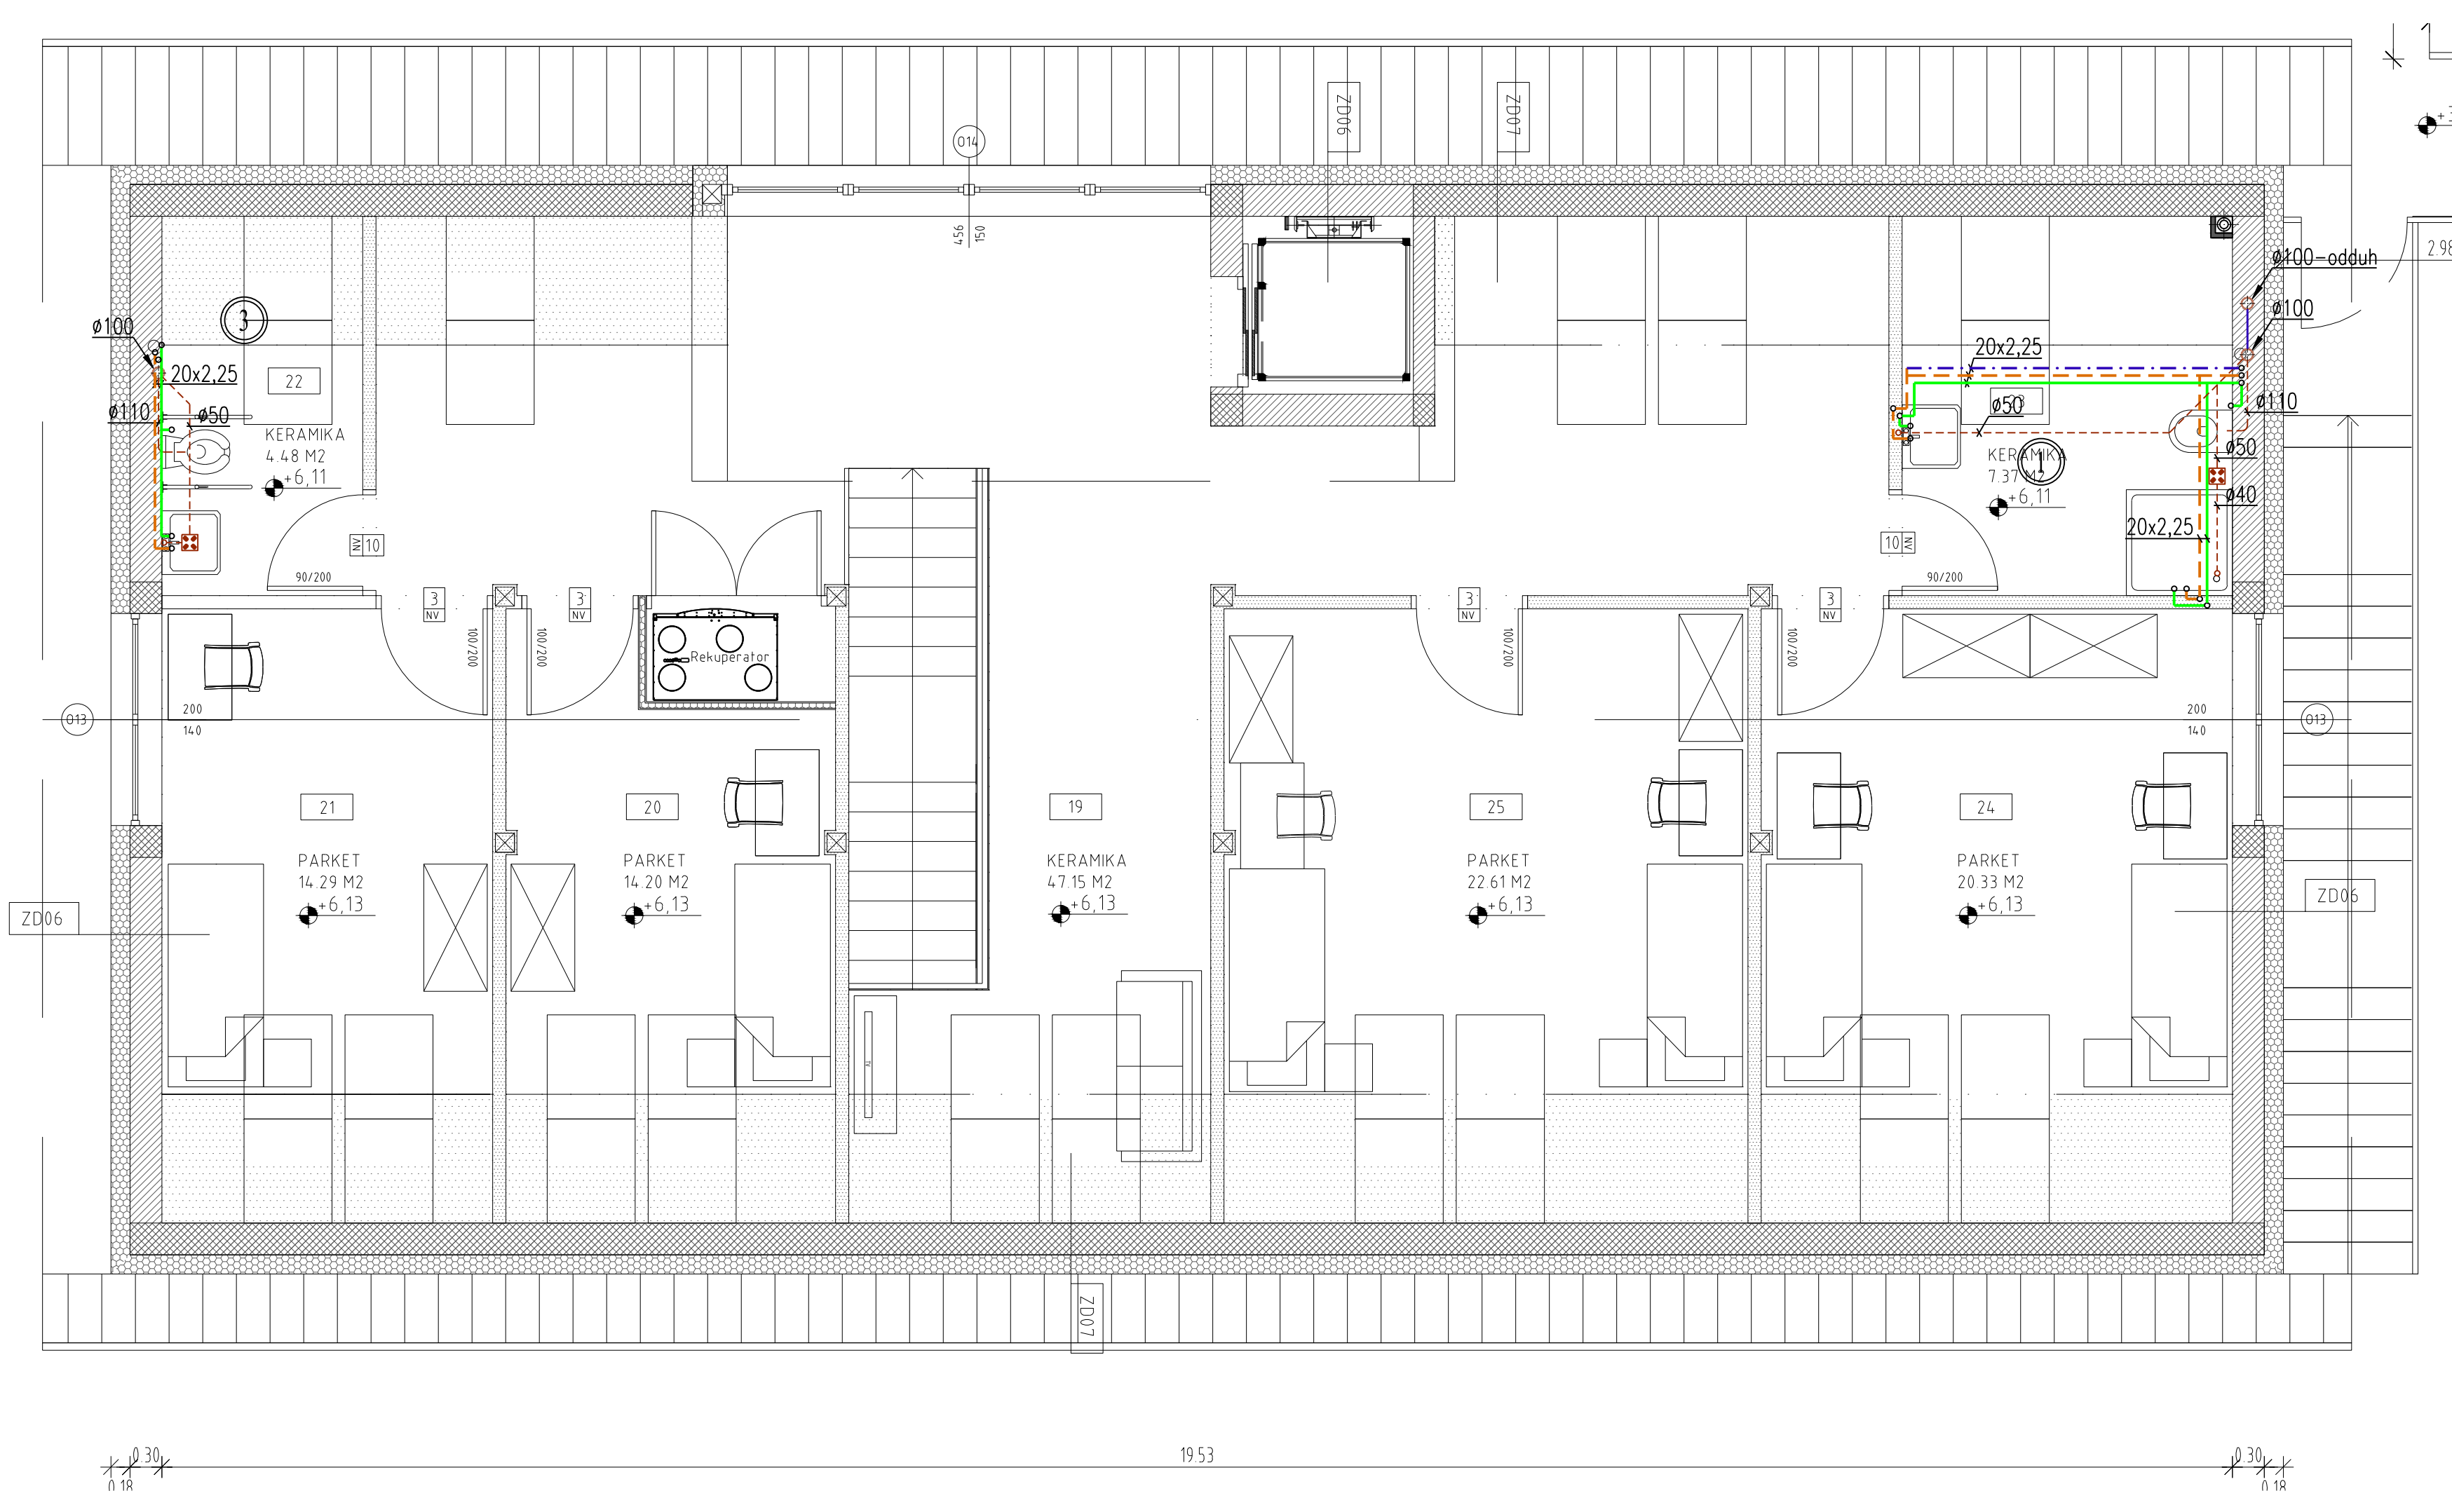 ZD06
ZD07
014
456
150
2.98
ø100-odduh
ø100
ø100
3
20x2,25
22
ø110
ø50
KERAMIKA
4.48 M2
+6,11
20x2,25
ø50
ø110
1
KERAMIKA
7.37 M2
+6,11
ø50
ø40
20x2,25
NV 10
10 NV
90/200
90/200
3
NV
3
NV
3
NV
3
NV
100/200
100/200
100/200
100/200
Rekuperator
013
200
140
200
140
013
21
20
19
25
24
PARKET
14.29 M2
+6,13
PARKET
14.20 M2
+6,13
KERAMIKA
47.15 M2
+6,13
PARKET
22.61 M2
+6,13
PARKET
20.33 M2
+6,13
ZD06
ZD06
TV
ZD07
0.30
19.53
0.30
0.18
0.18